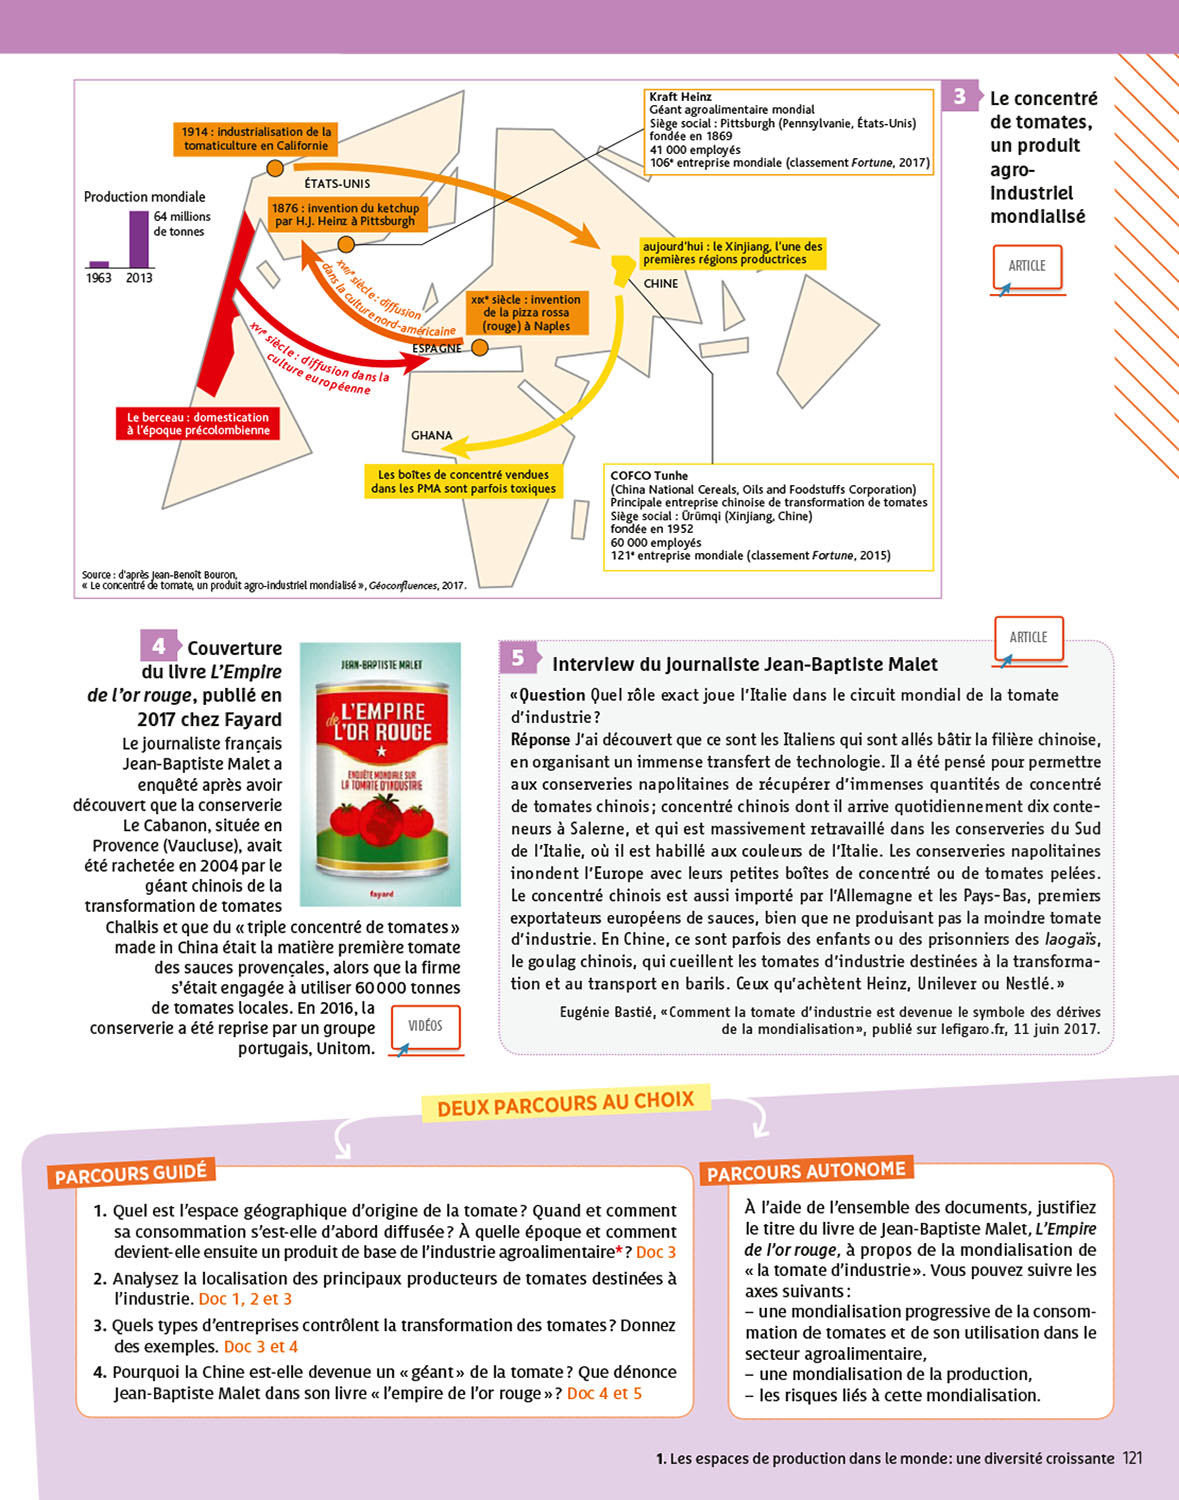 3
Le concentré
de tomates,
un produit
agro-
industriel
mondialisé
ARTICLE
Kraft Heinz
Géant agroalimentaire mondial
Siège social : Pittsburgh (Pennsylvanie, États-Unis)
fondée en 1869
41 000 employés
106e entreprise mondiale (classement Fortune, 2017)
1914 : industrialisation de la
tomaticulture en Californie
ÉTATS-UNIS
Production mondiale
64 millions
de tonnes
1963 2013
1876 : invention du ketchup
par H.J. Heinz à Pittsburgh
aujourd'hui : le Xinjiang, l'une des
premières régions productrices
CHINE
XVIIe siècle : diffusion
dans la culture nord-américaine
XIXe siècle : invention
de la pizza rossa
(rouge) à Naples
ESPAGNE
XVIe siècle : diffusion dans la
culture européenne
Le berceau : domestication
à l'époque précolombienne
GHANA
Les boîtes de concentré vendues
dans les PMA sont parfois toxiques
COFCO Tunhe
(China National Cereals, Oils and Foodstuffs Corporation)
Principale entreprise chinoise de transformation de tomates
Siège social : Ürümqi (Xinjiang, Chine)
fondée en 1952
60 000 employés
121e entreprise mondiale (classement Fortune, 2015)
Source : d'après Jean-Benoît Bouron,
« Le concentré de tomate, un produit agro-industriel mondialisé », Géoconfluences, 2017.
4 Couverture
du livre L'Empire
de l'or rouge, publié en
2017 chez Fayard
Le journaliste français
Jean-Baptiste Malet a
enquêté après avoir
découvert que la conserverie
Le Cabanon, située en
Provence (Vaucluse), avait
été rachetée en 2004 par le
géant chinois de la
transformation de tomates
Chalkis et que du « triple concentré de tomates »
made in China était la matière première tomate
des sauces provençales, alors que la firme
s'était engagée à utiliser 60 000 tonnes
de tomates locales. En 2016, la
conserverie a été reprise par un groupe
portugais, Unitom.
VIDÉOS
JEAN-BAPTISTE MALET
L'EMPIRE
de L'OR ROUGE
ENQUÊTE MONDIALE SUR
LA TOMATE D'INDUSTRIE
fayard
ARTICLE
5 Interview du journaliste Jean-Baptiste Malet
« Question Quel rôle exact joue l'Italie dans le circuit mondial de la tomate
d'industrie ?
Réponse J'ai découvert que ce sont les Italiens qui sont allés bâtir la filière chinoise,
en organisant un immense transfert de technologie. Il a été pensé pour permettre
aux conserveries napolitaines de récupérer d'immenses quantités de concentré
de tomates chinois ; concentré chinois dont il arrive quotidiennement dix conte-
neurs à Salerne, et qui est massivement retravaillé dans les conserveries du Sud
de l'Italie, où il est habillé aux couleurs de l'Italie. Les conserveries napolitaines
inondent l'Europe avec leurs petites boîtes de concentré ou de tomates pelées.
Le concentré chinois est aussi importé par l'Allemagne et les Pays-Bas, premiers
exportateurs européens de sauces, bien que ne produisant pas la moindre tomate
d'industrie. En Chine, ce sont parfois des enfants ou des prisonniers des laogaïs,
le goulag chinois, qui cueillent les tomates d'industrie destinées à la transforma-
tion et au transport en barils. Ceux qu'achètent Heinz, Unilever ou Nestlé. »
Eugénie Bastié, « Comment la tomate d'industrie est devenue le symbole des dérives
de la mondialisation », publié sur lefigaro.fr, 11 juin 2017.
DEUX PARCOURS AU CHOIX
PARCOURS GUIDÉ
1. Quel est l'espace géographique d'origine de la tomate ? Quand et comment
sa consommation s'est-elle d'abord diffusée ? À quelle époque et comment
devient-elle ensuite un produit de base de l'industrie agroalimentaire* ? Doc 3
2. Analysez la localisation des principaux producteurs de tomates destinées à
l'industrie. Doc 1, 2 et 3
3. Quels types d'entreprises contrôlent la transformation des tomates ? Donnez
des exemples. Doc 3 et 4
4. Pourquoi la Chine est-elle devenue un « géant » de la tomate ? Que dénonce
Jean-Baptiste Malet dans son livre « l'empire de l'or rouge » ? Doc 4 et 5
PARCOURS AUTONOME
À l'aide de l'ensemble des documents, justifiez
le titre du livre de Jean-Baptiste Malet, L'Empire
de l'or rouge, à propos de la mondialisation de
« la tomate d'industrie ». Vous pouvez suivre les
axes suivants :
– une mondialisation progressive de la consom-
mation de tomates et de son utilisation dans le
secteur agroalimentaire,
– une mondialisation de la production,
– les risques liés à cette mondialisation.
1. Les espaces de production dans le monde : une diversité croissante 121